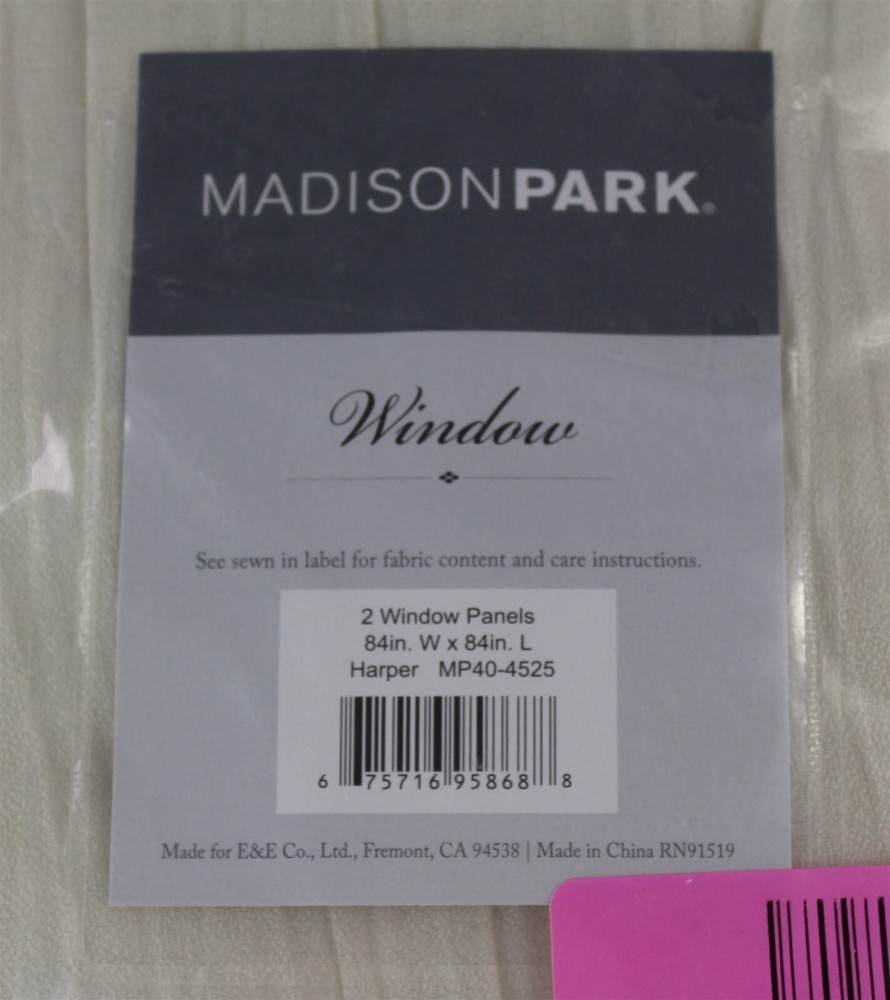 MADISONPARK®
Window
See sewn in label for fabric content and care instructions.
2 Window Panels
84in. W x 84in. L
Harper MP40-4525
6 75716 95868 8
Made for E&E Co., Ltd., Fremont, CA 94538 | Made in China RN91519